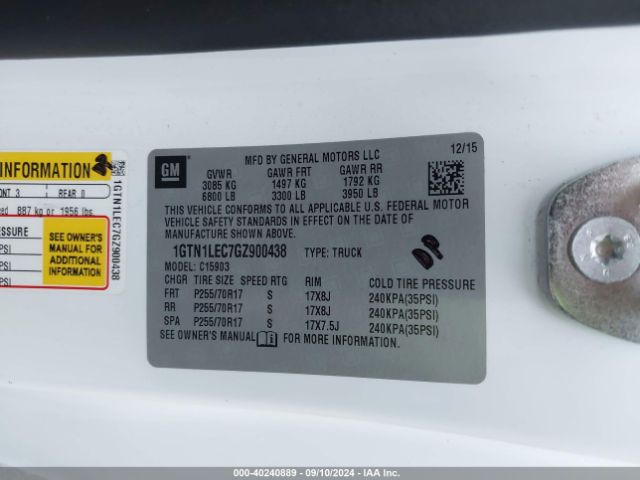 INFORMATION
ONT 3 REAR 0
887 kg or 1956 lbs
PRESSURE
PSI
PSI
PSI
SEE OWNER'S
MANUAL FOR
ADDITIONAL
INFORMATION
1GTN1LEC7GZ900438
GM
MFD BY GENERAL MOTORS LLC
12/15
GVWR GAWR FRT GAWR RR
3085 KG 1497 KG 1792 KG
6800 LB 3300 LB 3950 LB
THIS VEHICLE CONFORMS TO ALL APPLICABLE U.S. FEDERAL MOTOR
VEHICLE SAFETY STANDARDS IN EFFECT ON THE DATE OF
MANUFACTURE SHOWN ABOVE.
1GTN1LEC7GZ900438 TYPE: TRUCK
MODEL: C15903
CHGR TIRE SIZE SPEED RTG RIM COLD TIRE PRESSURE
FRT P255/70R17 S 17X8J 240KPA(35PSI)
RR P255/70R17 S 17X8J 240KPA(35PSI)
SPA P255/70R17 S 17X7.5J 240KPA(35PSI)
SEE OWNER'S MANUAL FOR MORE INFORMATION
000-40240889 - 09/10/2024 - IAA Inc.